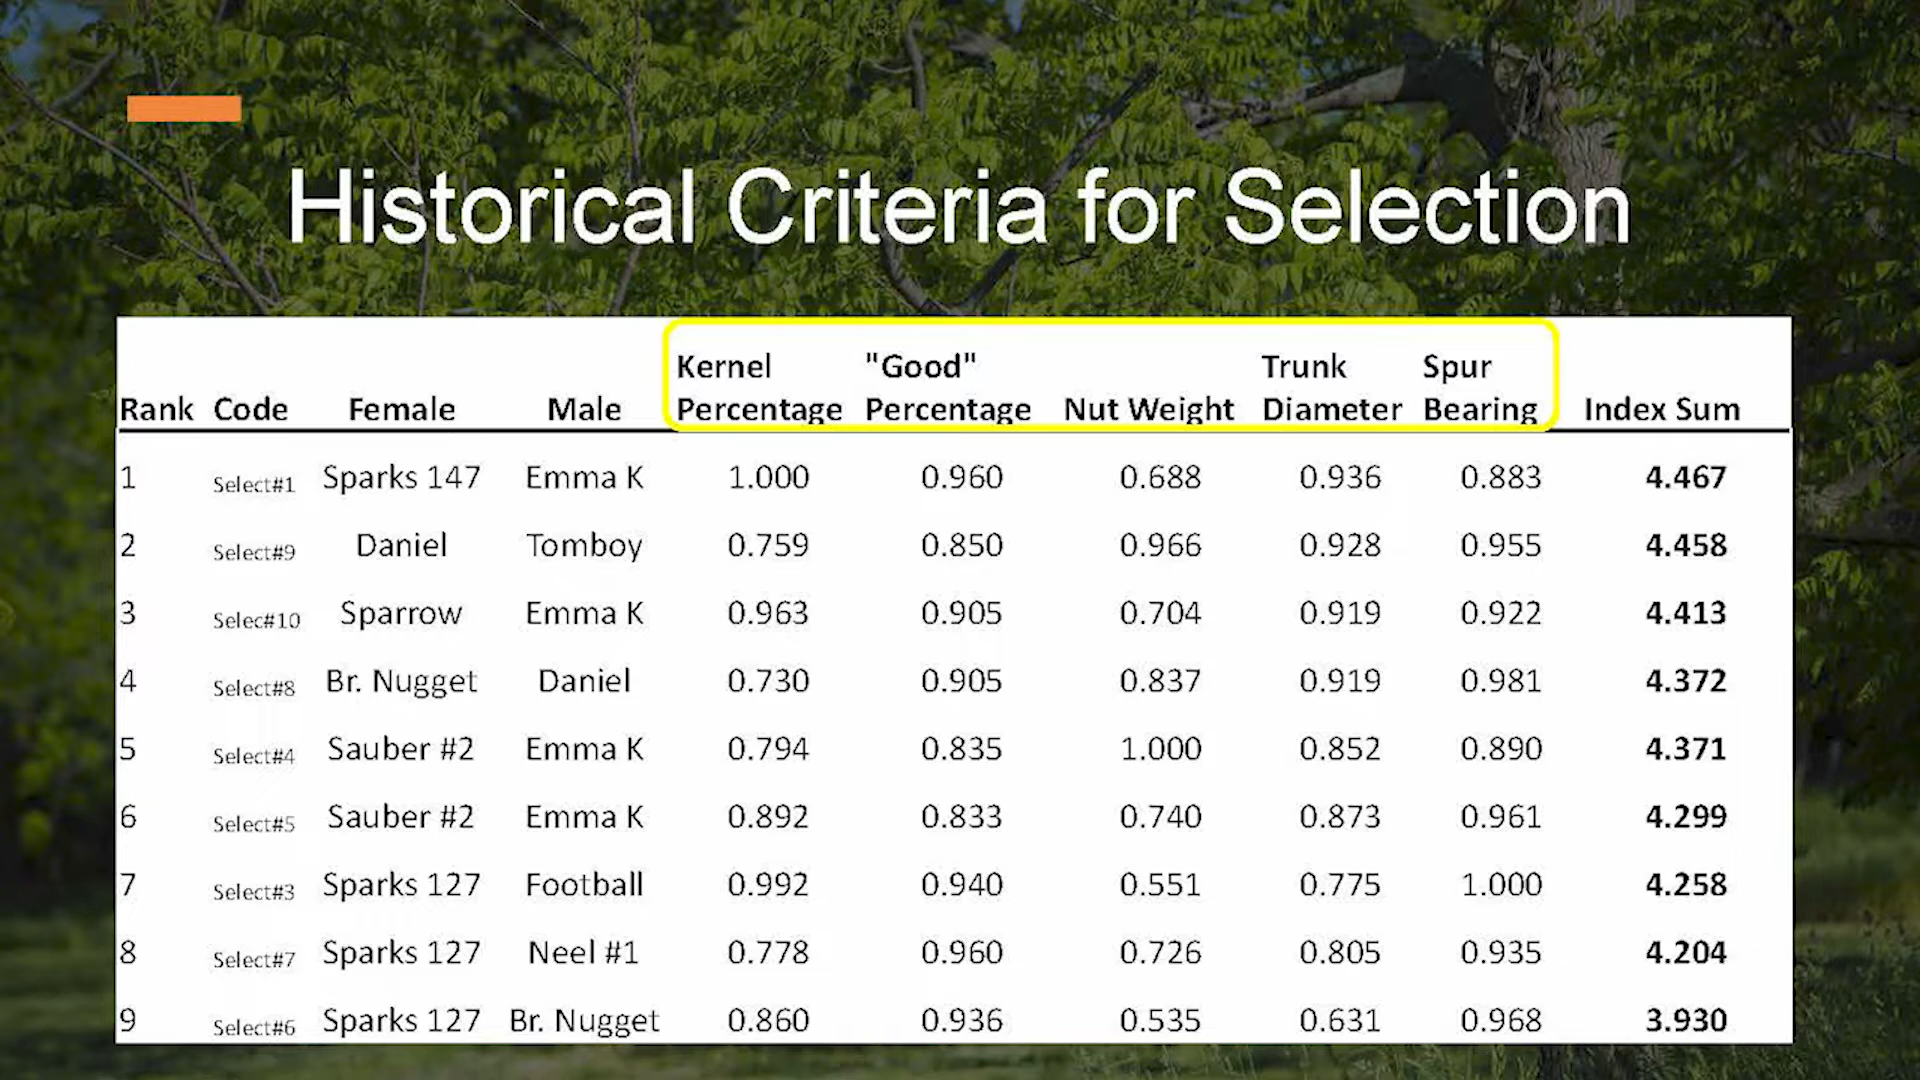 Historical Criteria for Selection
Kernel "Good" Trunk Spur
Rank Code Female Male Percentage Percentage Nut Weight Diameter Bearing Index Sum
1 Select#1 Sparks 147 Emma K 1.000 0.960 0.688 0.936 0.883 4.467
2 Select#9 Daniel Tomboy 0.759 0.850 0.966 0.928 0.955 4.458
3 Selec#10 Sparrow Emma K 0.963 0.905 0.704 0.919 0.922 4.413
4 Select#8 Br. Nugget Daniel 0.730 0.905 0.837 0.919 0.981 4.372
5 Select#4 Sauber #2 Emma K 0.794 0.835 1.000 0.852 0.890 4.371
6 Select#5 Sauber #2 Emma K 0.892 0.833 0.740 0.873 0.961 4.299
7 Select#3 Sparks 127 Football 0.992 0.940 0.551 0.775 1.000 4.258
8 Select#7 Sparks 127 Neel #1 0.778 0.960 0.726 0.805 0.935 4.204
9 Select#6 Sparks 127 Br. Nugget 0.860 0.936 0.535 0.631 0.968 3.930